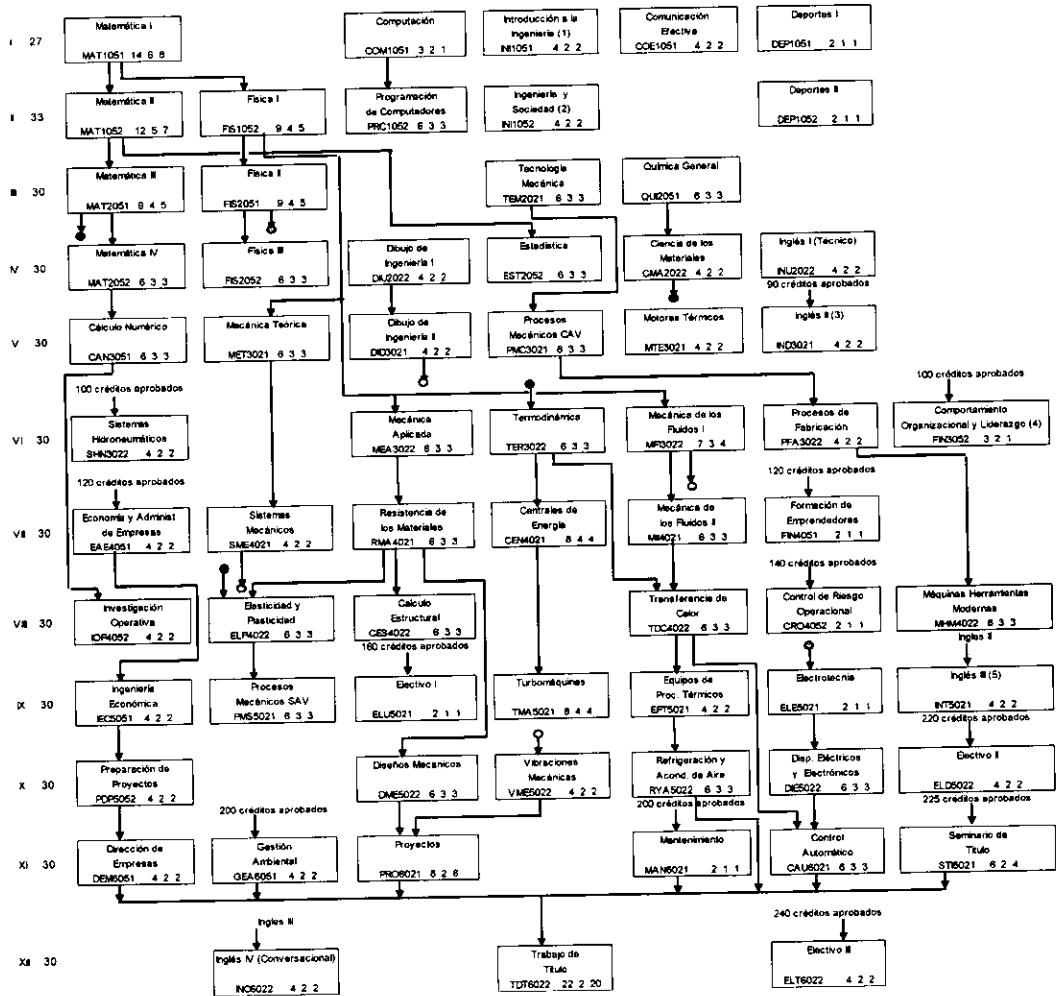 I 27
Matemática I
MAT1051 14 6 8
Computación
COM1051 3 2 1
Introducción a la
Ingeniería (1)
INI1051 4 2 2
Comunicación
Efectiva
COE1051 4 2 2
Deportes I
DEP1051 2 1 1
II 33
Matemática II
MAT1052 12 5 7
Física I
FIS1052 9 4 5
Programación
de Computadores
PRC1052 6 3 3
Ingeniería y
Sociedad (2)
INI1052 4 2 2
Deportes II
DEP1052 2 1 1
III 30
Matemática III
MAT2051 9 4 5
Física II
FIS2051 9 4 5
Tecnología
Mecánica
TEM2021 6 3 3
Química General
QUI2051 6 3 3
IV 30
Matemática IV
MAT2052 6 3 3
Física III
FIS2052 6 3 3
Dibujo de
Ingeniería I
DIU2022 4 2 2
Estadística
EST2052 6 3 3
Ciencia de los
Materiales
CMA2022 4 2 2
Inglés I (Técnico)
INU2022 4 2 2
90 créditos aprobados
V 30
Cálculo Numérico
CAN3051 6 3 3
Mecánica Teórica
MET3021 6 3 3
Dibujo de
Ingeniería II
DID3021 4 2 2
Procesos
Mecánicos CAV
PMC3021 6 3 3
Motores Térmicos
MTE3021 4 2 2
Inglés II (3)
IND3021 4 2 2
100 créditos aprobados
100 créditos aprobados
VI 30
Sistemas
Hidroneumáticos
SHN3022 4 2 2
Mecánica
Aplicada
MEA3022 6 3 3
Termodinámica
TER3022 6 3 3
Mecánica de los
Fluidos I
MFI3022 7 3 4
Procesos de
Fabricación
PFA3022 4 2 2
Comportamiento
Organizacional y Liderazgo (4)
FIN3052 3 2 1
120 créditos aprobados
120 créditos aprobados
VII 30
Economía y Administ
de Empresas
EAE4051 4 2 2
Sistemas
Mecánicos
SME4021 4 2 2
Resistencia de
los Materiales
RMA4021 6 3 3
Centrales de
Energía
CEN4021 8 4 4
Mecánica de
los Fluidos II
MII4021 6 3 3
Formación de
Emprendedores
FIN4051 2 1 1
140 créditos aprobados
VIII 30
Investigación
Operativa
IOP4052 4 2 2
Elasticidad y
Plasticidad
ELP4022 6 3 3
Calculo
Estructural
CES4022 6 3 3
Transferencia de
Calor
TDC4022 6 3 3
Control de Riesgo
Operacional
CRO4052 2 1 1
Máquinas Herramientas
Modernas
MHM4022 6 3 3
160 créditos aprobados
Ingles II
IX 30
Ingeniería
Económica
IEC5051 4 2 2
Procesos
Mecánicos SAV
PMS5021 6 3 3
Electivo I
ELU5021 2 1 1
Turbomáquinas
TMA5021 8 4 4
Equipos de
Proc. Térmicos
EPT5021 4 2 2
Electrotecnia
ELE5021 2 1 1
Inglés III (5)
INT5021 4 2 2
220 créditos aprobados
X 30
Preparación de
Proyectos
PDP5052 4 2 2
Diseños Mecanicos
DME5022 6 3 3
Vibraciones
Mecánicas
VME5022 4 2 2
Refrigeración y
Acond. de Aire
RYA5022 6 3 3
Disp. Eléctricos
y Electrónicos
DIE5022 6 3 3
Electivo II
ELD5022 4 2 2
200 créditos aprobados
200 créditos aprobados
225 créditos aprobados
XI 30
Dirección de
Empresas
DEM6051 4 2 2
Gestión
Ambiental
GEA6051 4 2 2
Proyectos
PRO6021 8 2 6
Mantenimiento
MAN6021 2 1 1
Control
Automático
CAU6021 6 3 3
Seminario de
Título
STI6021 6 2 4
Ingles III
240 créditos aprobados
XII 30
Inglés IV (Conversacional)
INC6022 4 2 2
Trabajo de
Título
TDT6022 22 2 20
Electivo III
ELT6022 4 2 2